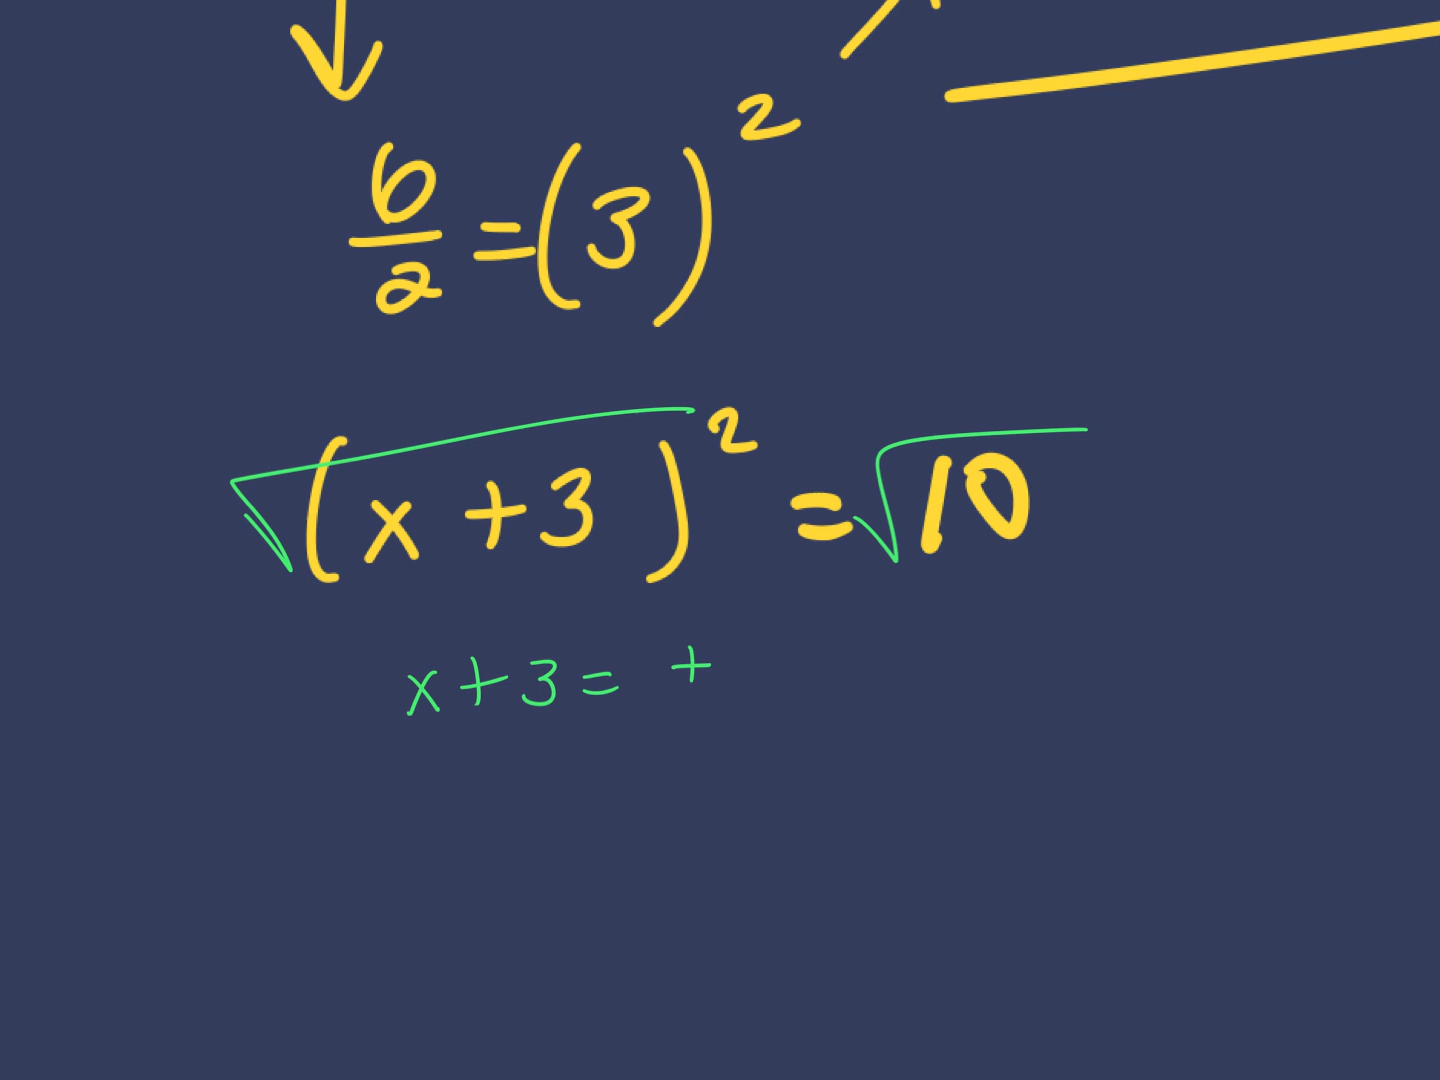 6/2 = (3)²
√(x + 3)² = √10
x + 3 = +